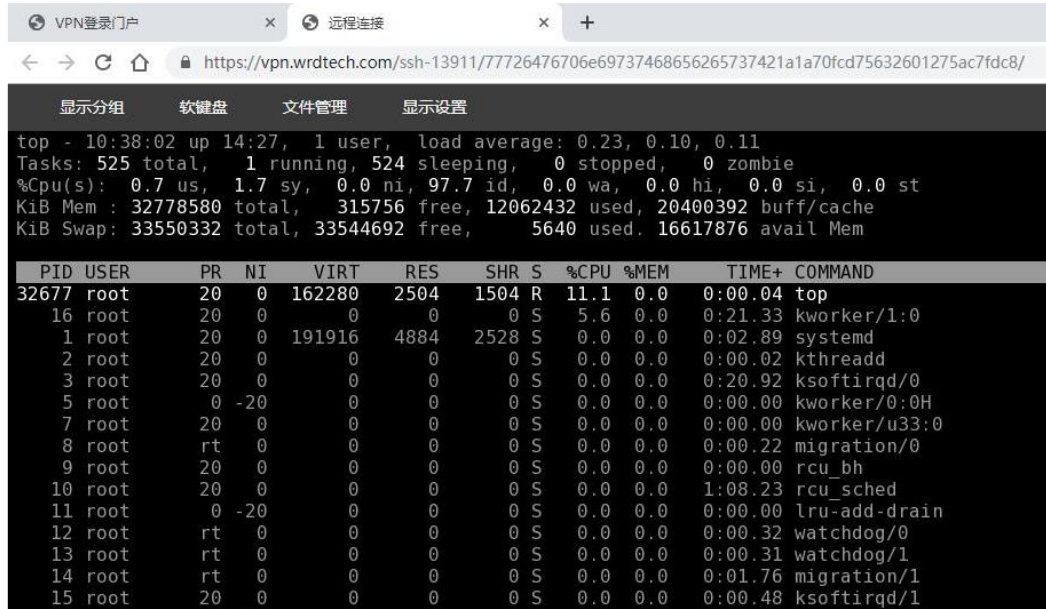 VPN登录门户 × 远程连接 × +
https://vpn.wrdtech.com/ssh-13911/77726476706e69737468656265737421a1a70fcd75632601275ac7fdc8/
显示分组 软键盘 文件管理 显示设置
top - 10:38:02 up 14:27, 1 user, load average: 0.23, 0.10, 0.11
Tasks: 525 total, 1 running, 524 sleeping, 0 stopped, 0 zombie
%Cpu(s): 0.7 us, 1.7 sy, 0.0 ni, 97.7 id, 0.0 wa, 0.0 hi, 0.0 si, 0.0 st
KiB Mem : 32778580 total, 315756 free, 12062432 used, 20400392 buff/cache
KiB Swap: 33550332 total, 33544692 free, 5640 used. 16617876 avail Mem
PID USER PR NI VIRT RES SHR S %CPU %MEM TIME+ COMMAND
32677 root 20 0 162280 2504 1504 R 11.1 0.0 0:00.04 top
16 root 20 0 0 0 0 S 5.6 0.0 0:21.33 kworker/1:0
1 root 20 0 191916 4884 2528 S 0.0 0.0 0:02.89 systemd
2 root 20 0 0 0 0 S 0.0 0.0 0:00.02 kthreadd
3 root 20 0 0 0 0 S 0.0 0.0 0:20.92 ksoftirqd/0
5 root 0 -20 0 0 0 S 0.0 0.0 0:00.00 kworker/0:0H
7 root 20 0 0 0 0 S 0.0 0.0 0:00.00 kworker/u33:0
8 root rt 0 0 0 0 S 0.0 0.0 0:00.22 migration/0
9 root 20 0 0 0 0 S 0.0 0.0 0:00.00 rcu_bh
10 root 20 0 0 0 0 S 0.0 0.0 1:08.23 rcu_sched
11 root 0 -20 0 0 0 S 0.0 0.0 0:00.00 lru-add-drain
12 root rt 0 0 0 0 S 0.0 0.0 0:00.32 watchdog/0
13 root rt 0 0 0 0 S 0.0 0.0 0:00.31 watchdog/1
14 root rt 0 0 0 0 S 0.0 0.0 0:01.76 migration/1
15 root 20 0 0 0 0 S 0.0 0.0 0:00.48 ksoftirqd/1